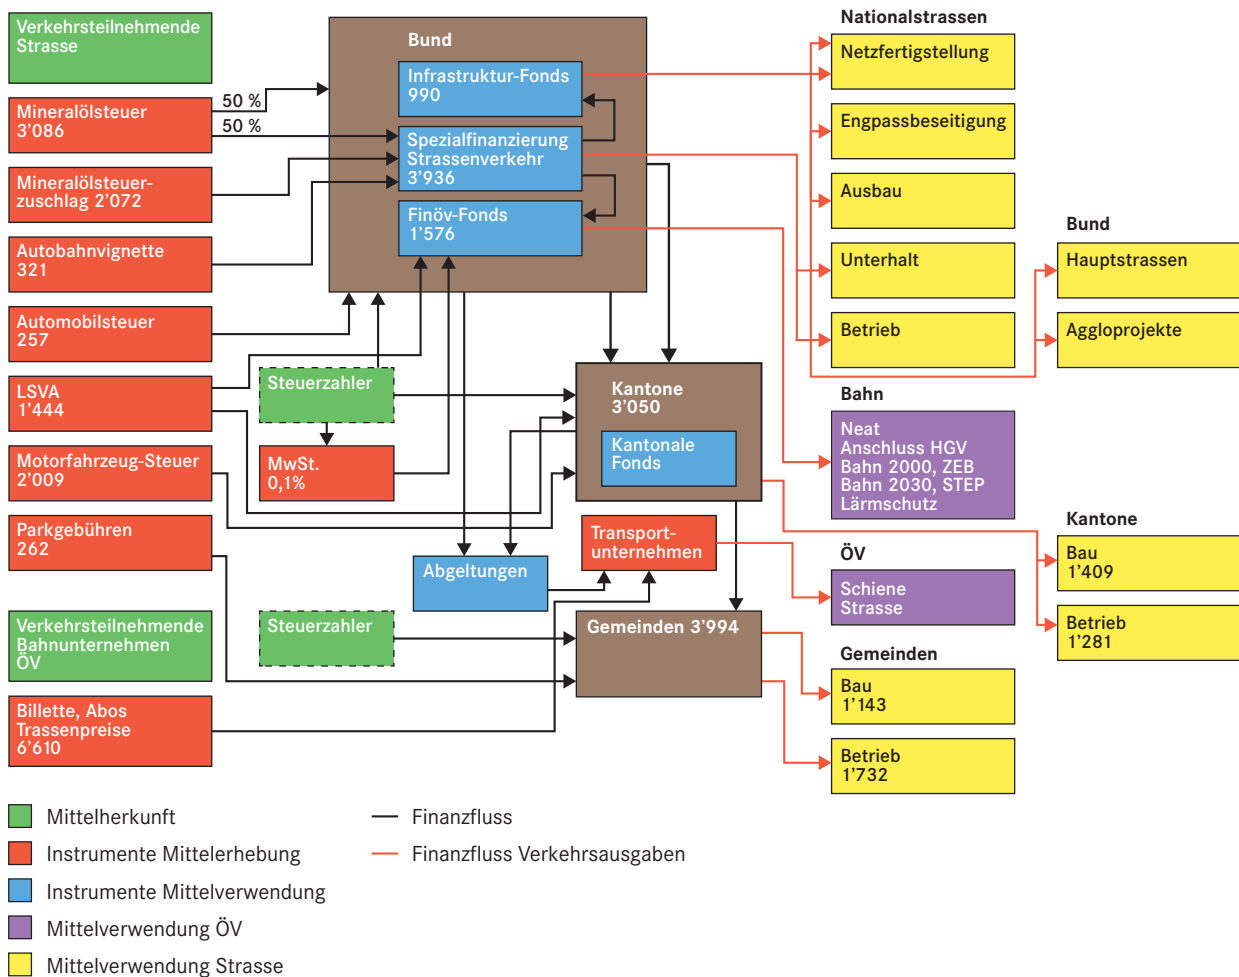 Verkehrsteilnehmende
Strasse
Mineralölsteuer
3’086
50 %
50 %
Mineralölsteuer-
zuschlag 2’072
Autobahnvignette
321
Automobilsteuer
257
LSVA
1’444
Motorfahrzeug-Steuer
2’009
Parkgebühren
262
Verkehrsteilnehmende
Bahnunternehmen
ÖV
Billette, Abos
Trassenpreise
6’610
Bund
Infrastruktur-Fonds
990
Spezialfinanzierung
Strassenverkehr
3’936
Finöv-Fonds
1’576
Steuerzahler
MwSt.
0,1%
Kantone
3’050
Kantonale
Fonds
Abgeltungen
Transport-
unternehmen
Steuerzahler
Gemeinden 3’994
Nationalstrassen
Netzfertigstellung
Engpassbeseitigung
Ausbau
Unterhalt
Betrieb
Bund
Hauptstrassen
Aggloprojekte
Bahn
Neat
Anschluss HGV
Bahn 2000, ZEB
Bahn 2030, STEP
Lärmschutz
Kantone
Bau
1’409
Betrieb
1’281
ÖV
Schiene
Strasse
Gemeinden
Bau
1’143
Betrieb
1’732
Mittelherkunft
Instrumente Mittelerhebung
Instrumente Mittelverwendung
Mittelverwendung ÖV
Mittelverwendung Strasse
Finanzfluss
Finanzfluss Verkehrsausgaben